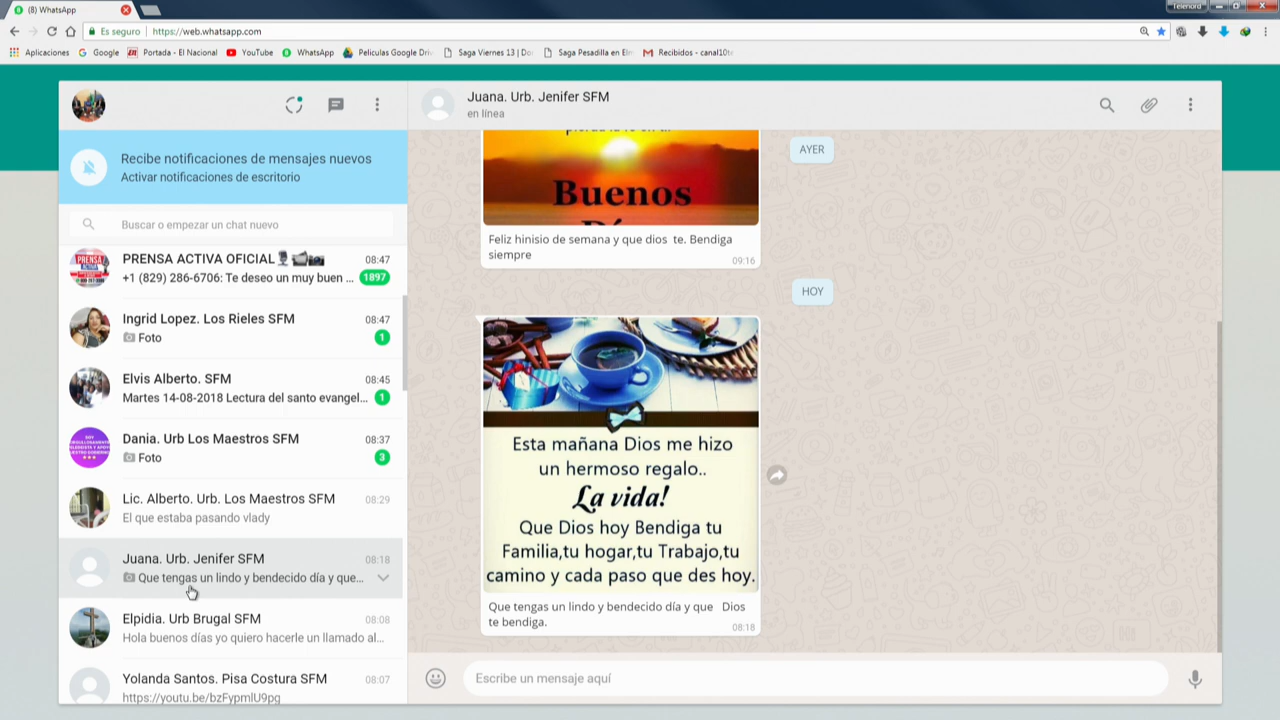 (8) WhatsApp
Telenord
Es seguro
https://web.whatsapp.com
Aplicaciones
Google
Portada - El Nacional
YouTube
WhatsApp
Peliculas Google Driv
Saga Viernes 13 | Do
Saga Pesadilla en Elm
Recibidos - canal10te
Juana. Urb. Jenifer SFM
en línea
Recibe notificaciones de mensajes nuevos
Activar notificaciones de escritorio
Buscar o empezar un chat nuevo
PRENSA ACTIVA OFICIAL
08:47
+1 (829) 286-6706: Te deseo un muy buen ...
1897
Ingrid Lopez. Los Rieles SFM
08:47
Foto
1
Elvis Alberto. SFM
08:45
Martes 14-08-2018 Lectura del santo evangel...
1
Dania. Urb Los Maestros SFM
08:37
Foto
3
Lic. Alberto. Urb. Los Maestros SFM
08:29
El que estaba pasando vlady
Juana. Urb. Jenifer SFM
08:18
Que tengas un lindo y bendecido día y que...
Elpidia. Urb Brugal SFM
08:08
Hola buenos días yo quiero hacerle un llamado al...
Yolanda Santos. Pisa Costura SFM
08:07
https://youtu.be/bzFypmlU9pg
AYER
Buenos
Feliz hinisio de semana y que dios te. Bendiga
siempre
09:16
HOY
Esta mañana Dios me hizo
un hermoso regalo..
La vida!
Que Dios hoy Bendiga tu
Familia,tu hogar,tu Trabajo,tu
camino y cada paso que des hoy.
Que tengas un lindo y bendecido día y que Dios
te bendiga.
08:18
Escribe un mensaje aquí